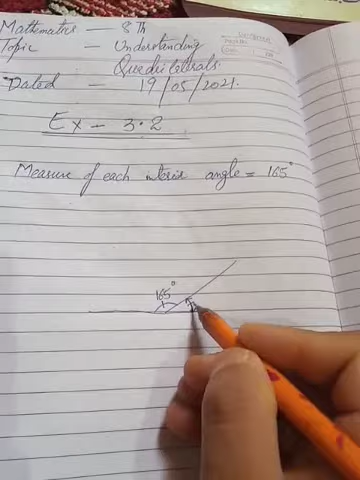 Mathematics — 8th
Topic — Understanding
Quadrilaterals.
Dated — 19/05/2021.
Ex - 3.2
Measure of each interior angle = 165°
165°